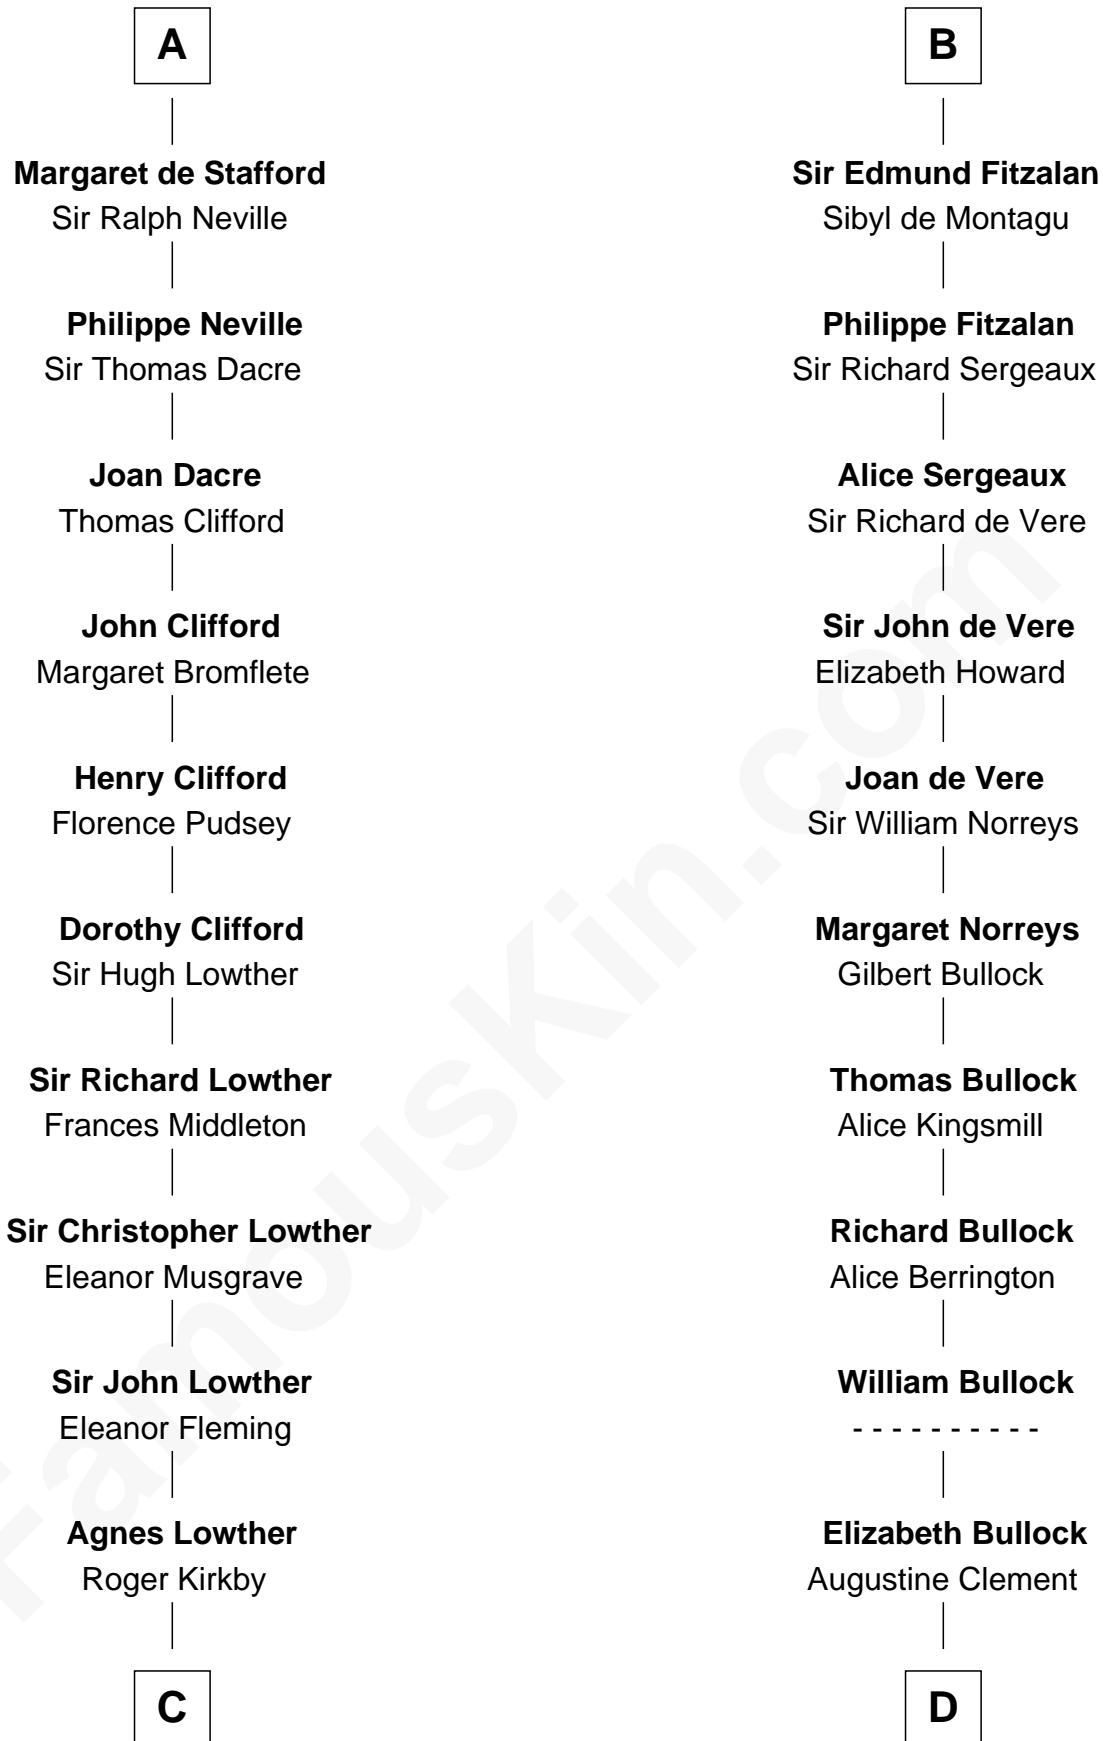 A
Margaret de Stafford
Sir Ralph Neville
Philippe Neville
Sir Thomas Dacre
Joan Dacre
Thomas Clifford
John Clifford
Margaret Bromflete
Henry Clifford
Florence Pudsey
Dorothy Clifford
Sir Hugh Lowther
Sir Richard Lowther
Frances Middleton
Sir Christopher Lowther
Eleanor Musgrave
Sir John Lowther
Eleanor Fleming
Agnes Lowther
Roger Kirkby
C
B
Sir Edmund Fitzalan
Sibyl de Montagu
Philippe Fitzalan
Sir Richard Sergeaux
Alice Sergeaux
Sir Richard de Vere
Sir John de Vere
Elizabeth Howard
Joan de Vere
Sir William Norreys
Margaret Norreys
Gilbert Bullock
Thomas Bullock
Alice Kingsmill
Richard Bullock
Alice Berrington
William Bullock
- - - - - - - - - -
Elizabeth Bullock
Augustine Clement
D
FamousKin.com